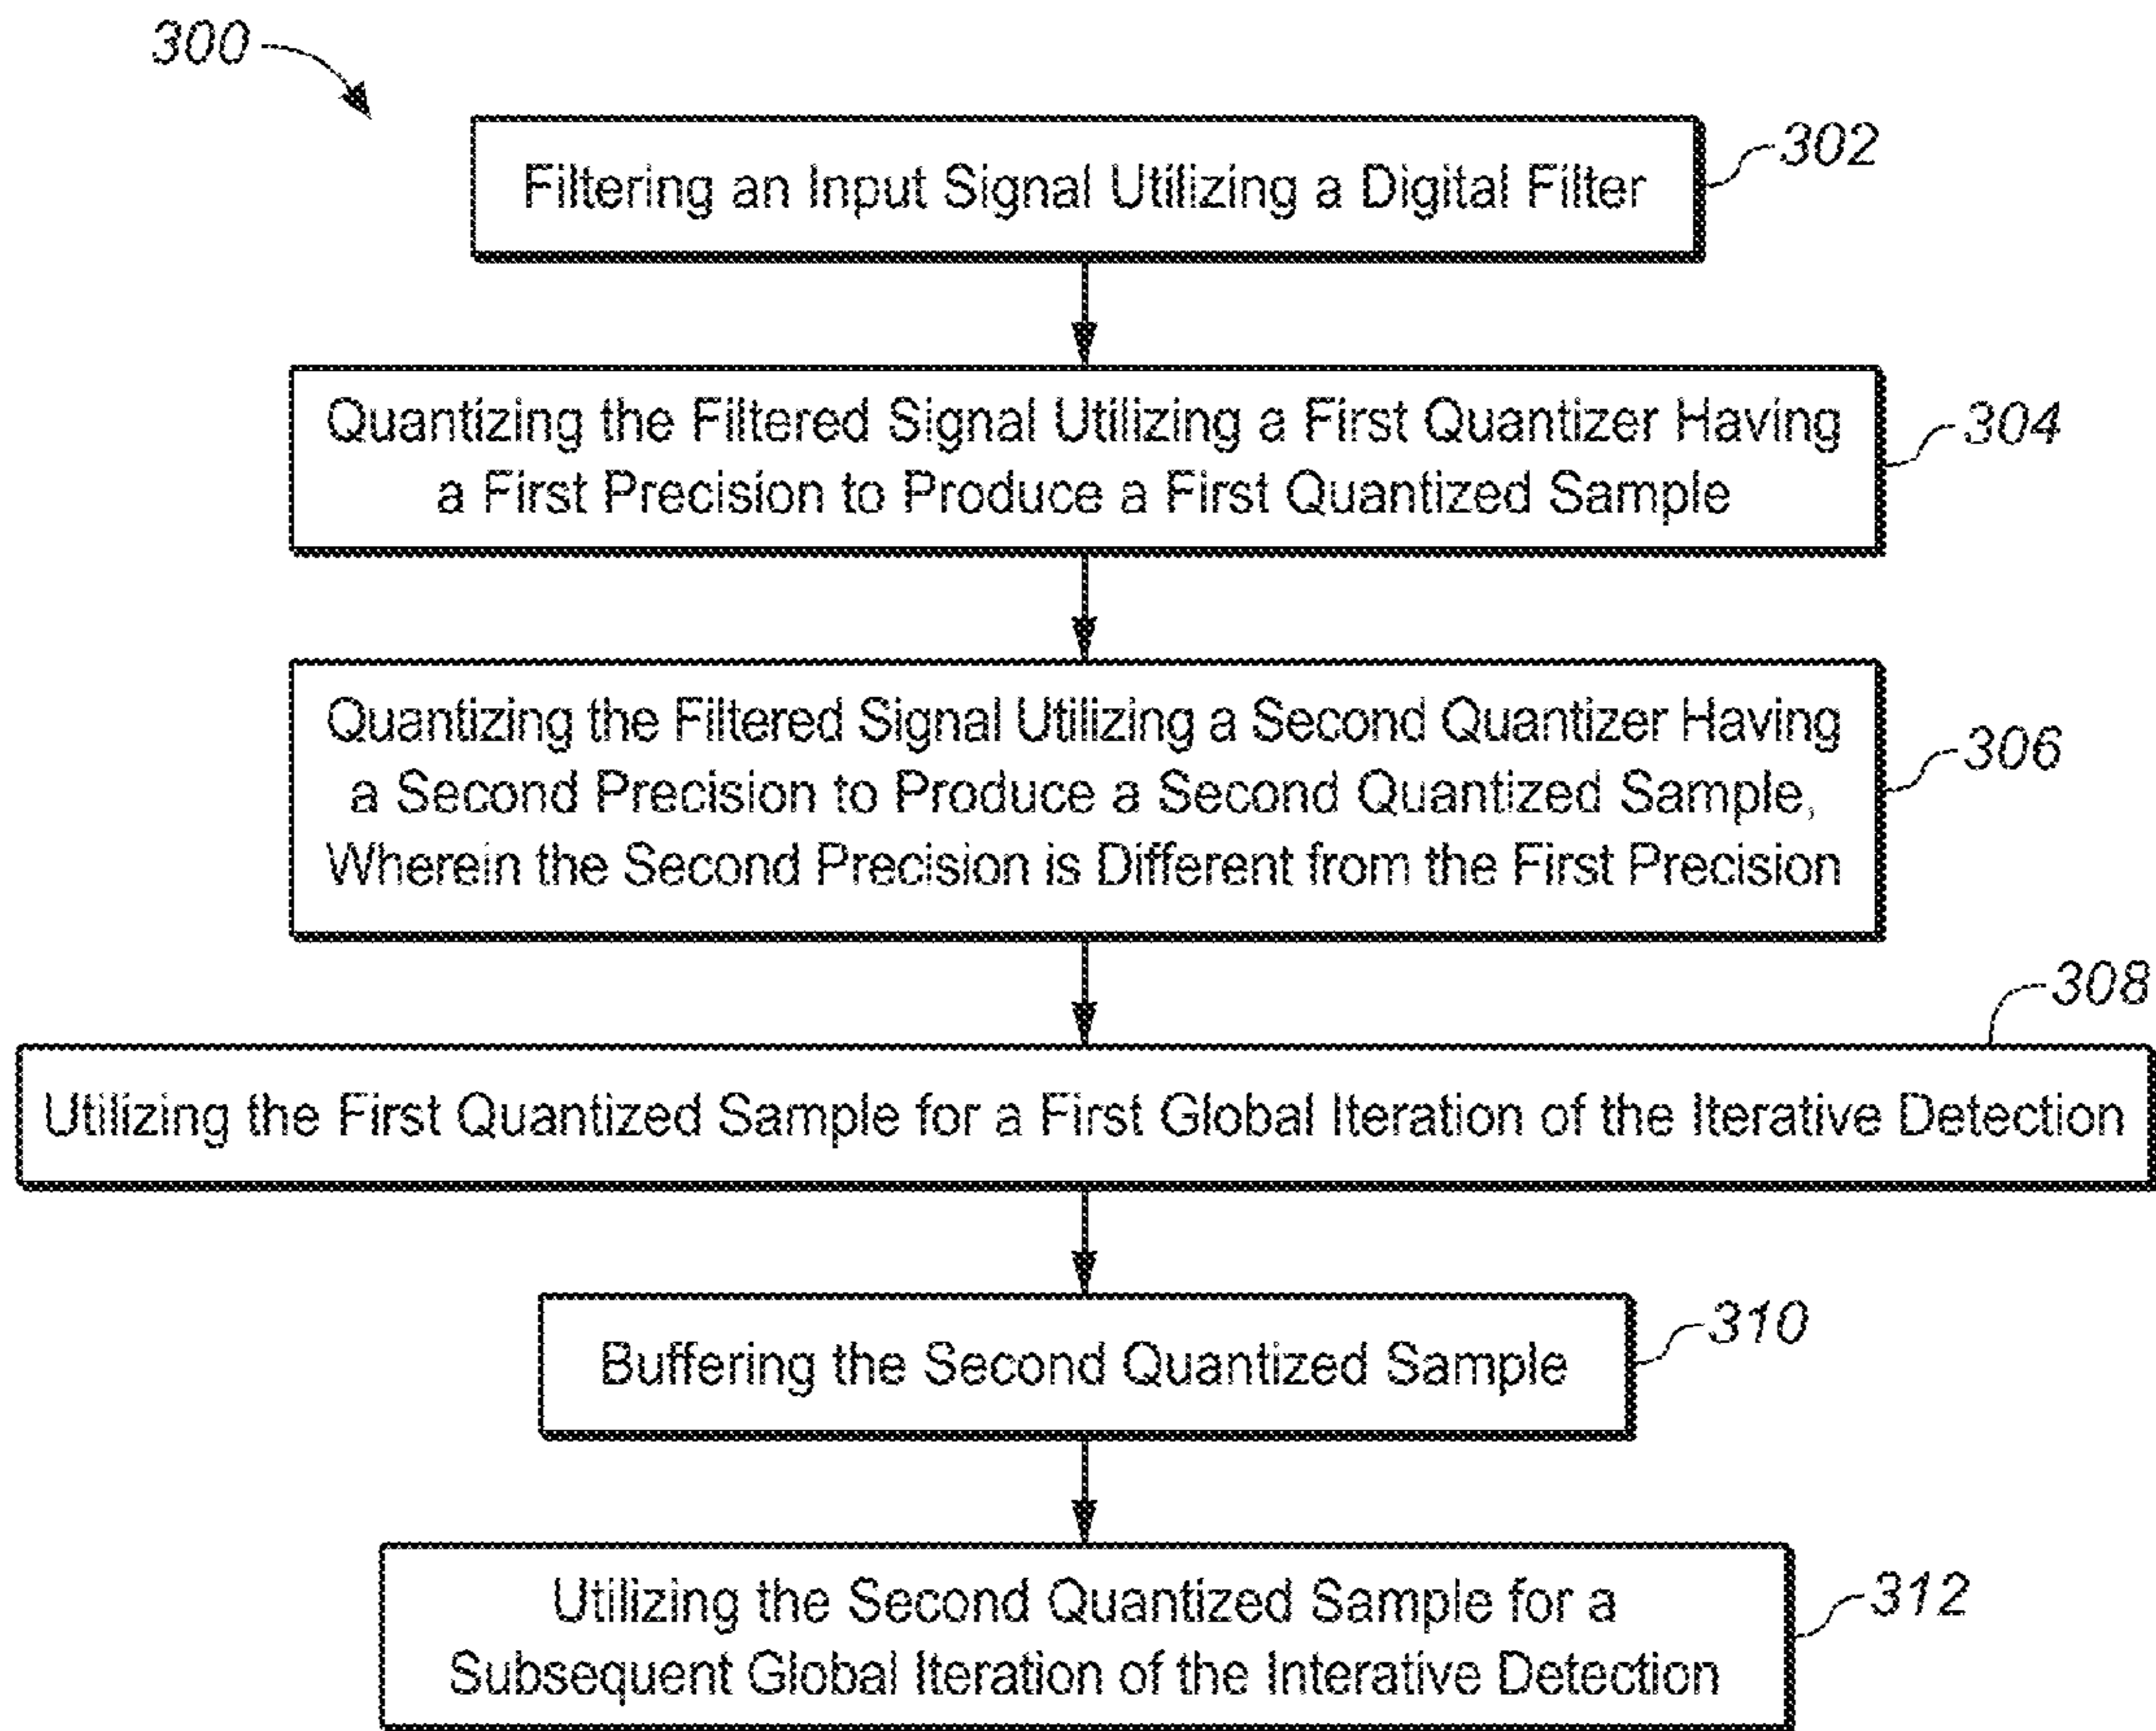 300
Filtering an Input Signal Utilizing a Digital Filter
302
Quantizing the Filtered Signal Utilizing a First Quantizer Having
a First Precision to Produce a First Quantized Sample
304
Quantizing the Filtered Signal Utilizing a Second Quantizer Having
a Second Precision to Produce a Second Quantized Sample,
Wherein the Second Precision is Different from the First Precision
306
308
Utilizing the First Quantized Sample for a First Global Iteration of the Iterative Detection
Buffering the Second Quantized Sample
310
Utilizing the Second Quantized Sample for a
Subsequent Global Iteration of the Interative Detection
312